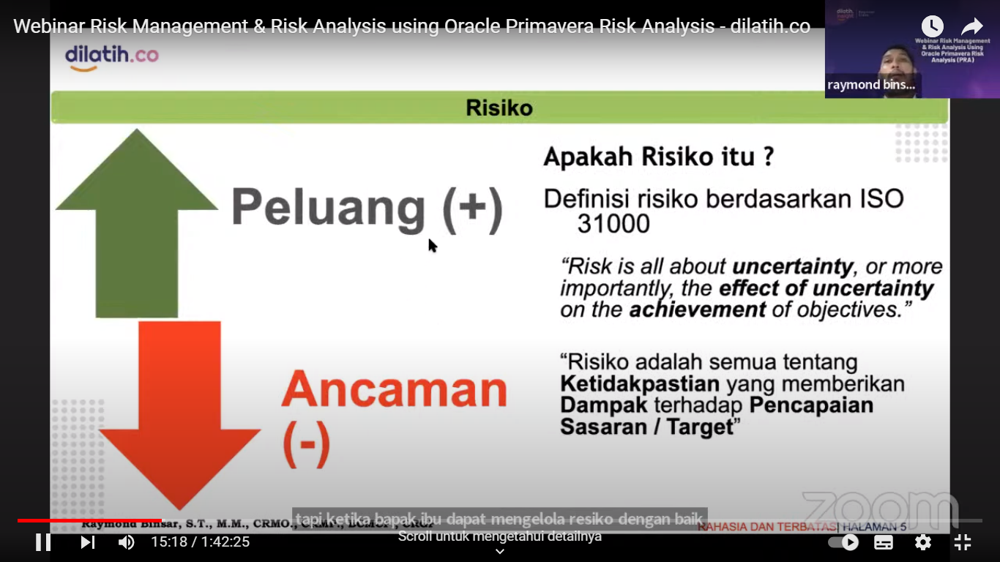 Webinar Risk Management & Risk Analysis using Oracle Primavera Risk Analysis - dilatih.co
dilatih.co
Webinar Risk Management
& Risk Analysis Using
Oracle Primavera Risk
Analysis (PRA)
raymond bins...
Risiko
Peluang (+)
Ancaman
(-)
Apakah Risiko itu ?
Definisi risiko berdasarkan ISO
31000
“Risk is all about uncertainty, or more
importantly, the effect of uncertainty
on the achievement of objectives.”
“Risiko adalah semua tentang
Ketidakpastian yang memberikan
Dampak terhadap Pencapaian
Sasaran / Target”
zoom
Raymond Binsar, S.T., M.M., CRMO.,
tapi ketika bapak ibu dapat mengelola resiko dengan baik
RAHASIA DAN TERBATAS| HALAMAN 5
15:18 / 1:42:25
Scroll untuk mengetahui detailnya